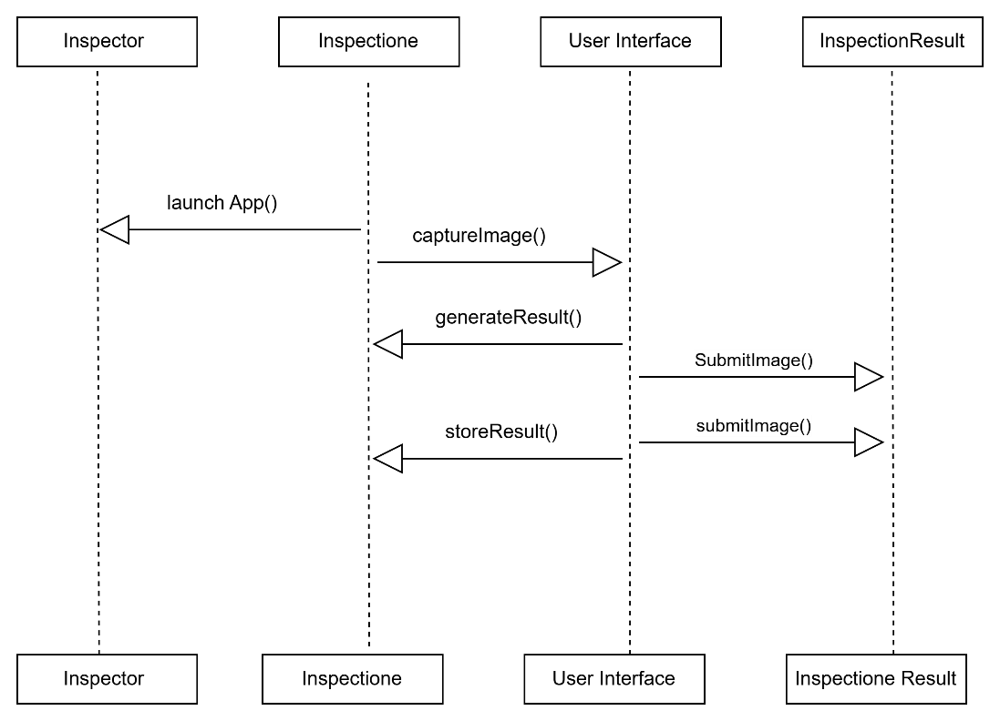 Inspector
Inspectione
User Interface
InspectionResult
launch App()
captureImage()
generateResult()
SubmitImage()
submitImage()
storeResult()
Inspector
Inspectione
User Interface
Inspectione Result